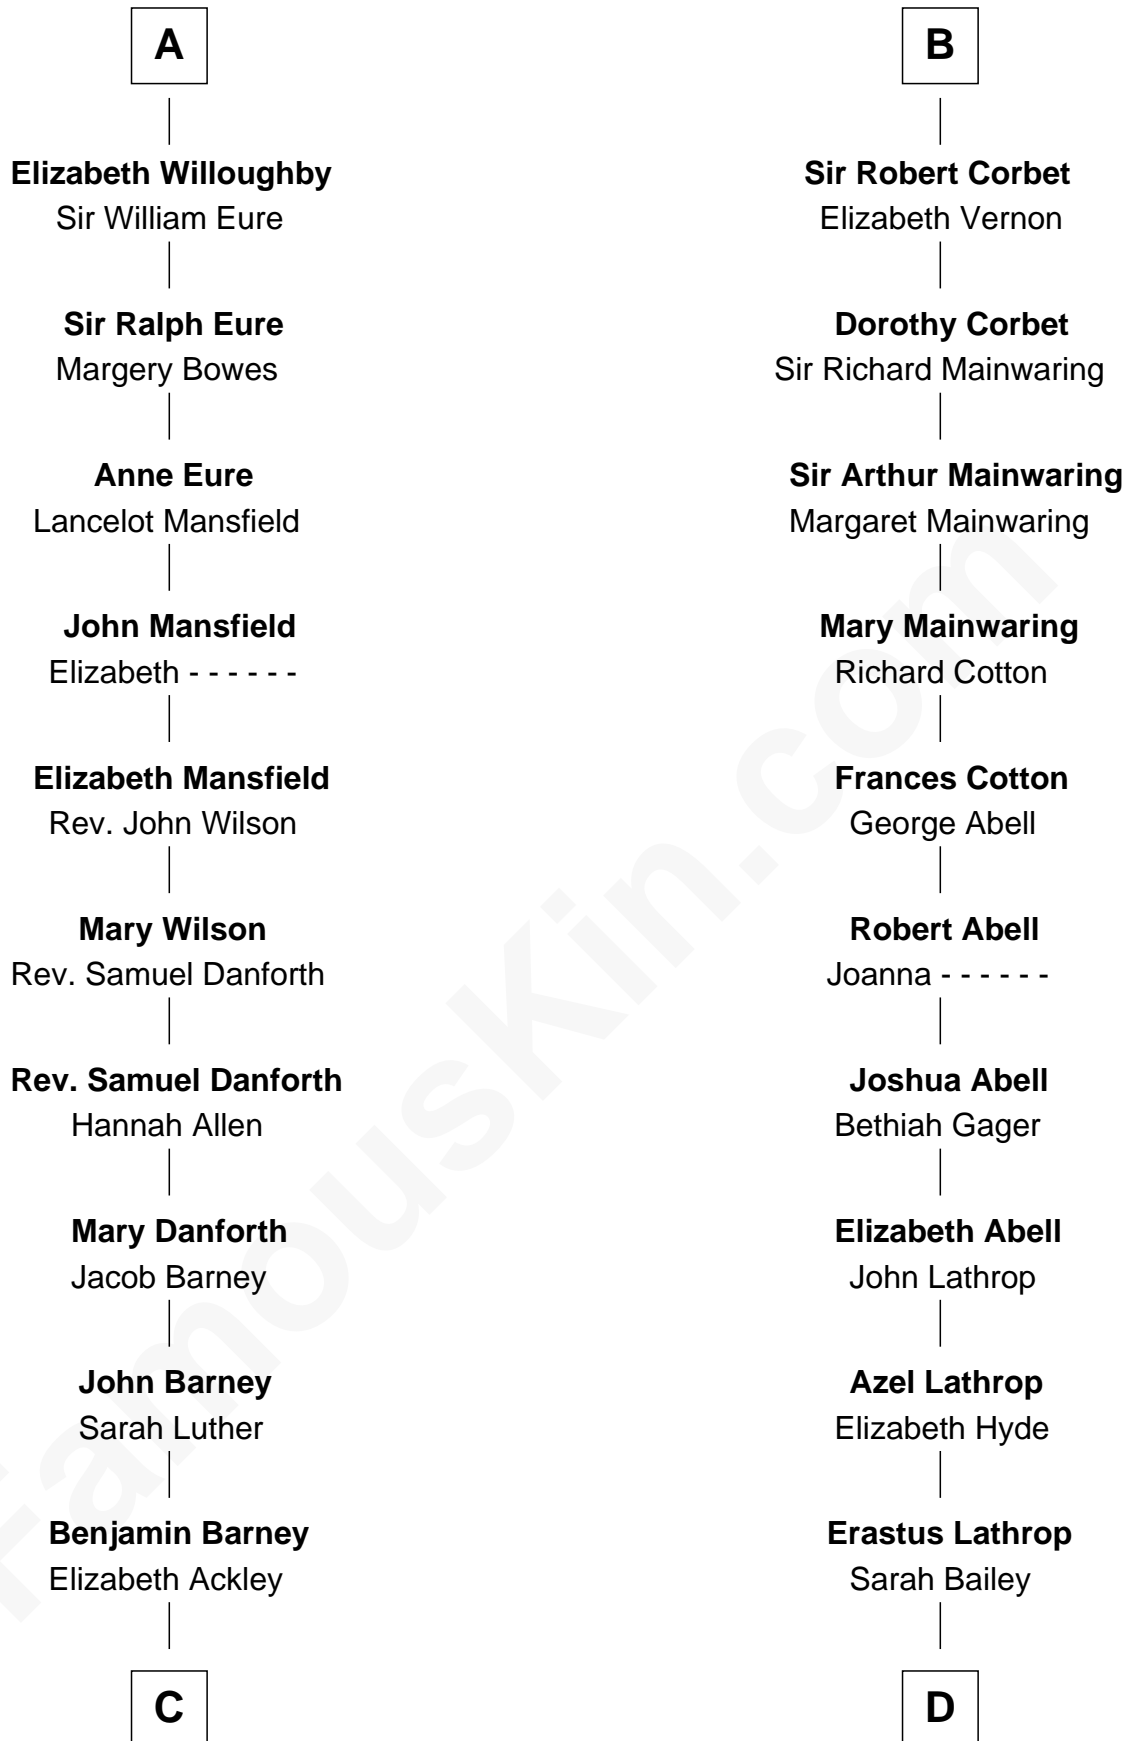 A
Elizabeth Willoughby
Sir William Eure
Sir Ralph Eure
Margery Bowes
Anne Eure
Lancelot Mansfield
John Mansfield
Elizabeth - - - - - -
Elizabeth Mansfield
Rev. John Wilson
Mary Wilson
Rev. Samuel Danforth
Rev. Samuel Danforth
Hannah Allen
Mary Danforth
Jacob Barney
John Barney
Sarah Luther
Benjamin Barney
Elizabeth Ackley
C
B
Sir Robert Corbet
Elizabeth Vernon
Dorothy Corbet
Sir Richard Mainwaring
Sir Arthur Mainwaring
Margaret Mainwaring
Mary Mainwaring
Richard Cotton
Frances Cotton
George Abell
Robert Abell
Joanna - - - - - -
Joshua Abell
Bethiah Gager
Elizabeth Abell
John Lathrop
Azel Lathrop
Elizabeth Hyde
Erastus Lathrop
Sarah Bailey
D
FamousKin.com